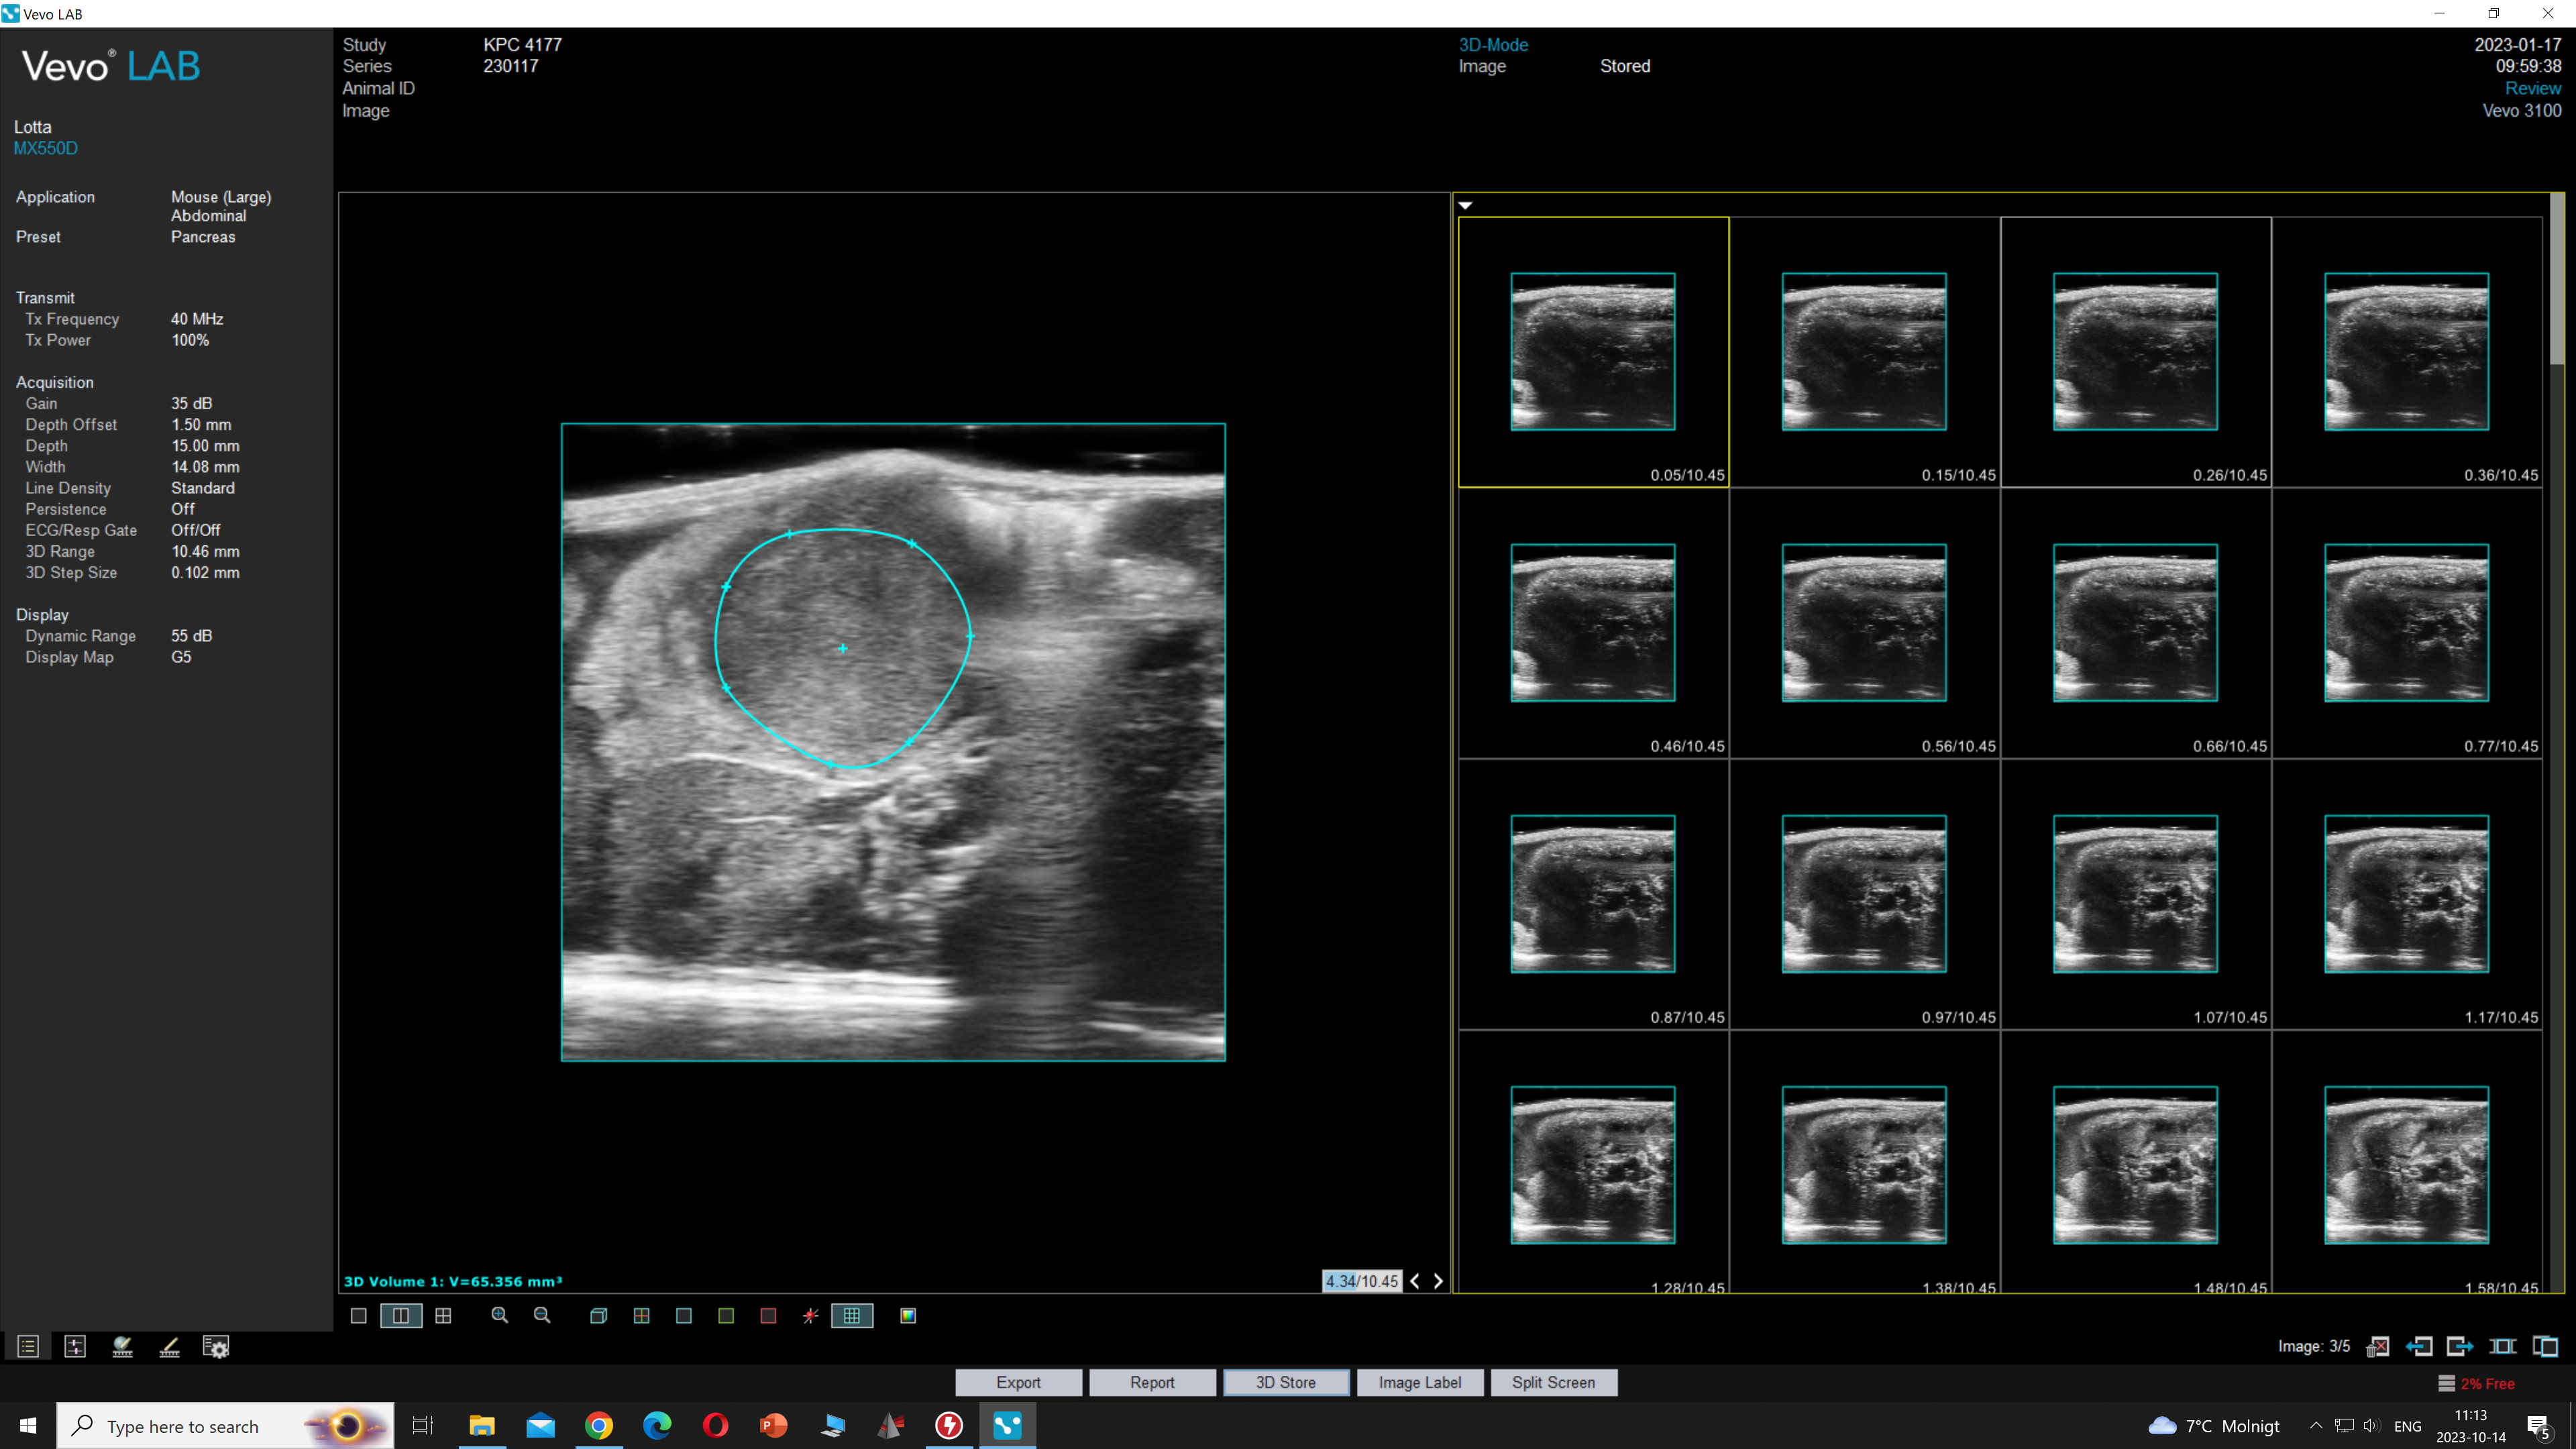 Vevo LAB
Vevo® LAB
Lotta
MX550D
Application Mouse (Large)
Abdominal
Preset Pancreas
Transmit
Tx Frequency 40 MHz
Tx Power 100%
Acquisition
Gain 35 dB
Depth Offset 1.50 mm
Depth 15.00 mm
Width 14.08 mm
Line Density Standard
Persistence Off
ECG/Resp Gate Off/Off
3D Range 10.46 mm
3D Step Size 0.102 mm
Display
Dynamic Range 55 dB
Display Map G5
Study KPC 4177
Series 230117
Animal ID
Image
3D-Mode
Image Stored
2023-01-17
09:59:38
Review
Vevo 3100
3D Volume 1: V=65.356 mm³
4.34/10.45
0.05/10.45 0.15/10.45 0.26/10.45 0.36/10.45
0.46/10.45 0.56/10.45 0.66/10.45 0.77/10.45
0.87/10.45 0.97/10.45 1.07/10.45 1.17/10.45
1.28/10.45 1.38/10.45 1.48/10.45 1.58/10.45
Image: 3/5
Export Report 3D Store Image Label Split Screen
2% Free
Type here to search
7°C Molnigt
ENG
11:13
2023-10-14
5